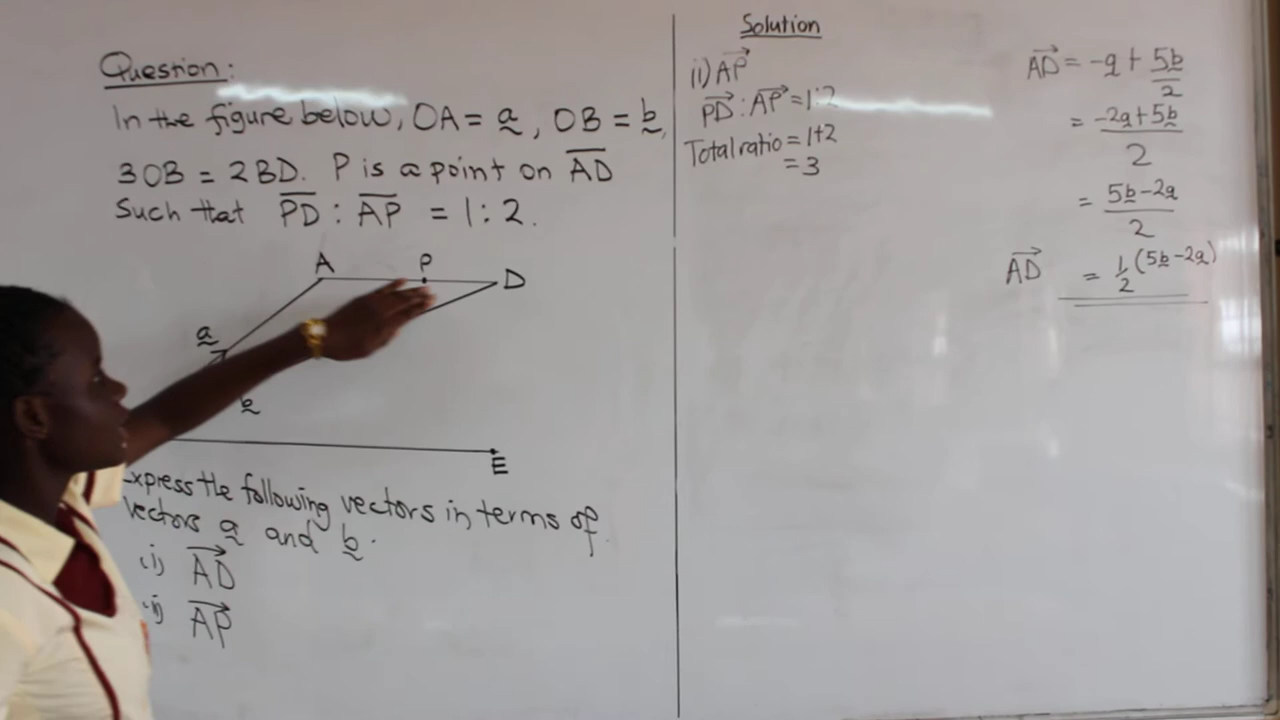 Question:
In the figure below, OA = a, OB = b,
3OB = 2BD. P is a point on AD
Such that PD : AP = 1 : 2.
A P D
a
b
E
Express the following vectors in terms of
vectors a and b.
(i) AD
(ii) AP
Solution
ii) AP
PD : AP = 1:2
Total ratio = 1+2
= 3
AD = -a + 5b/2
= -2a + 5b / 2
= 5b - 2a / 2
AD = 1/2 (5b - 2a)